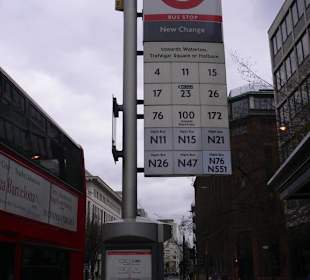 BUS STOP
New Change
towards Waterloo,
Trafalgar Square or Holborn
4 11 15
17 23 26
76 100 172
N11 N15 N21
N26 N47 N76
N551
Barcelona